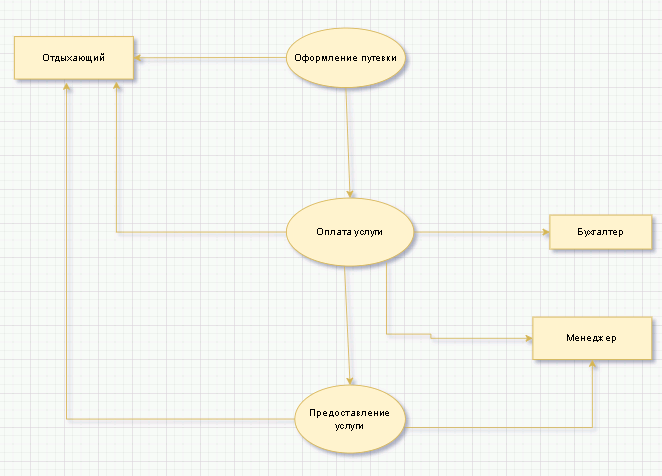 Отдыхающий
Оформление путевки
Оплата услуги
Бухгалтер
Менеджер
Предоставление
услуги